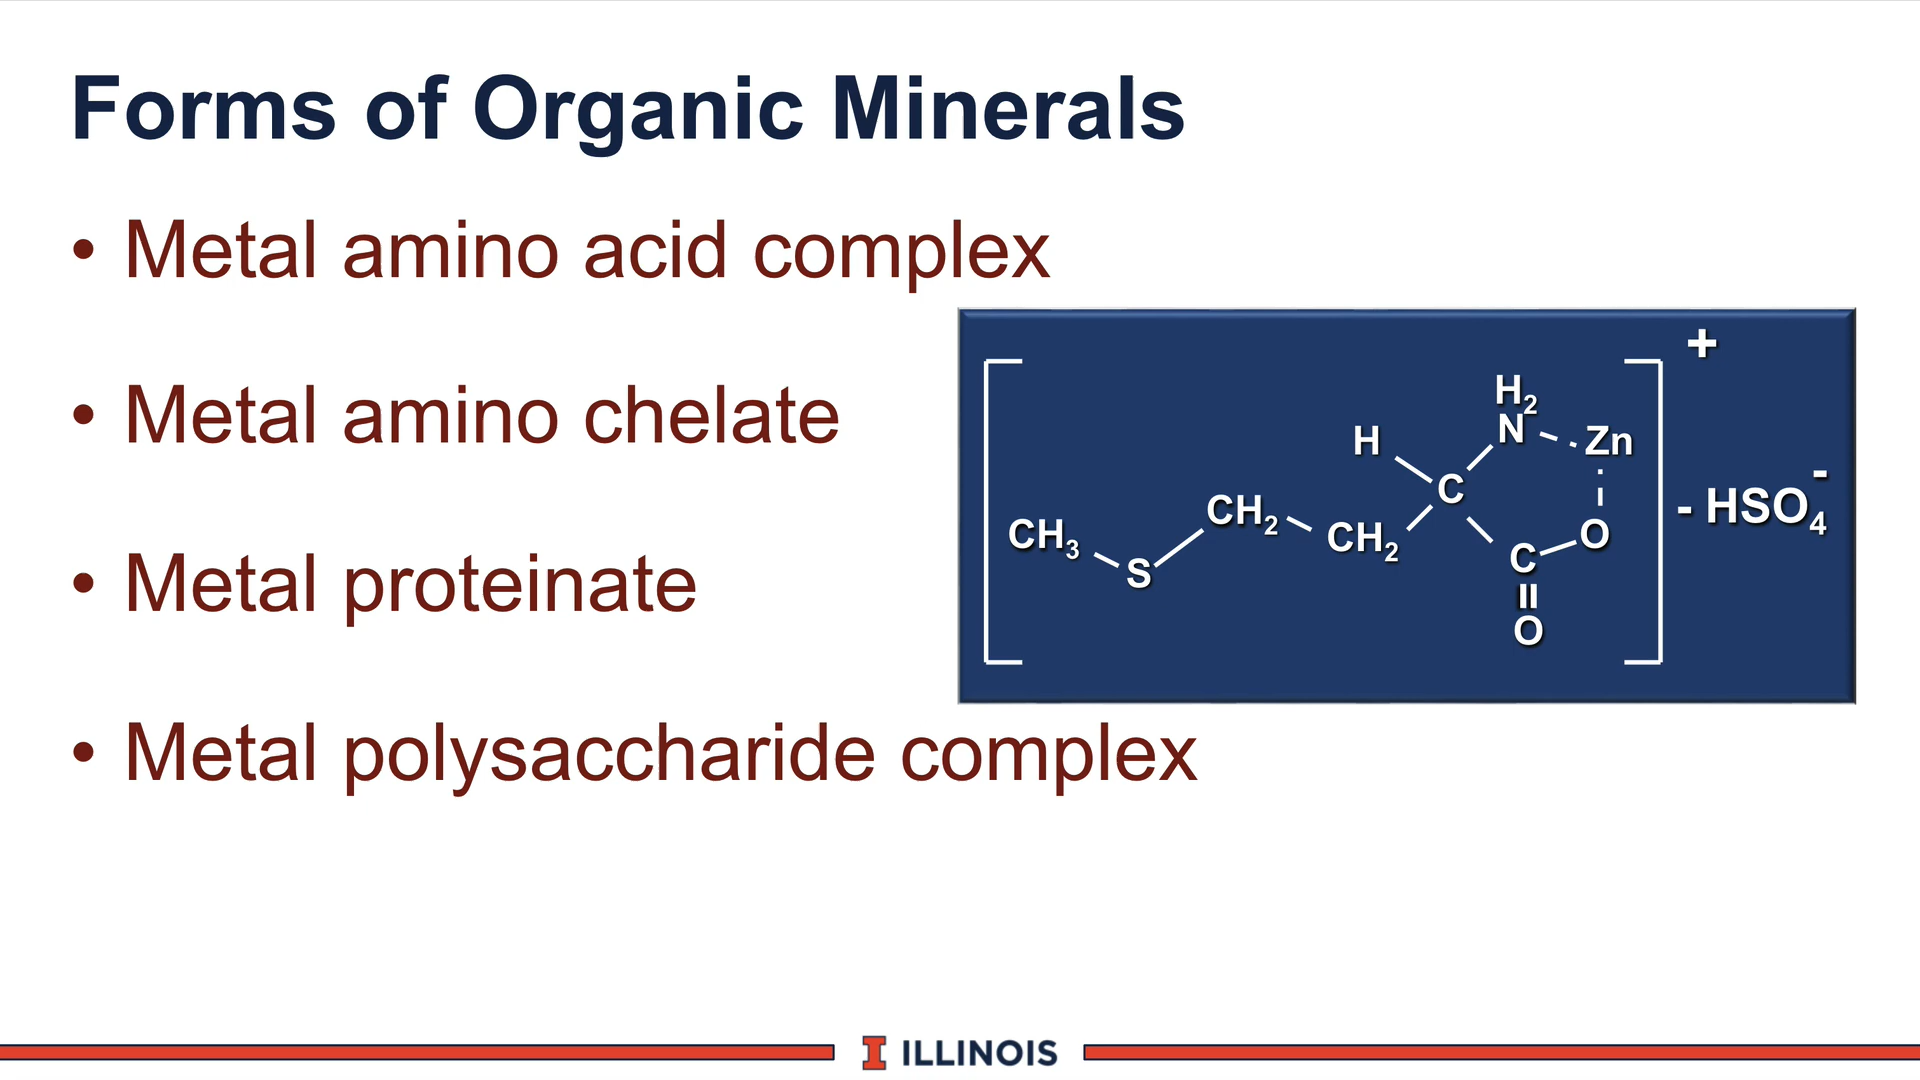 Forms of Organic Minerals
• Metal amino acid complex
• Metal amino chelate
• Metal proteinate
• Metal polysaccharide complex
+
H₂
N
Zn
H
C
CH₃
S
CH₂
CH₂
C
O
O
- HSO₄⁻
ILLINOIS